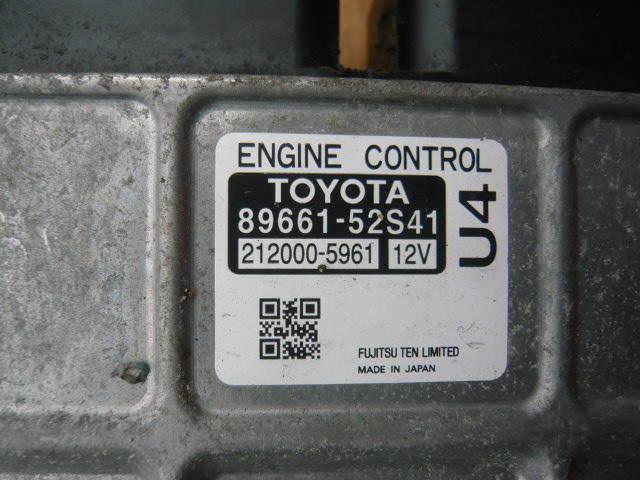 ENGINE CONTROL
TOYOTA
89661-52S41
212000-5961 12V
U4
FUJITSU TEN LIMITED
MADE IN JAPAN